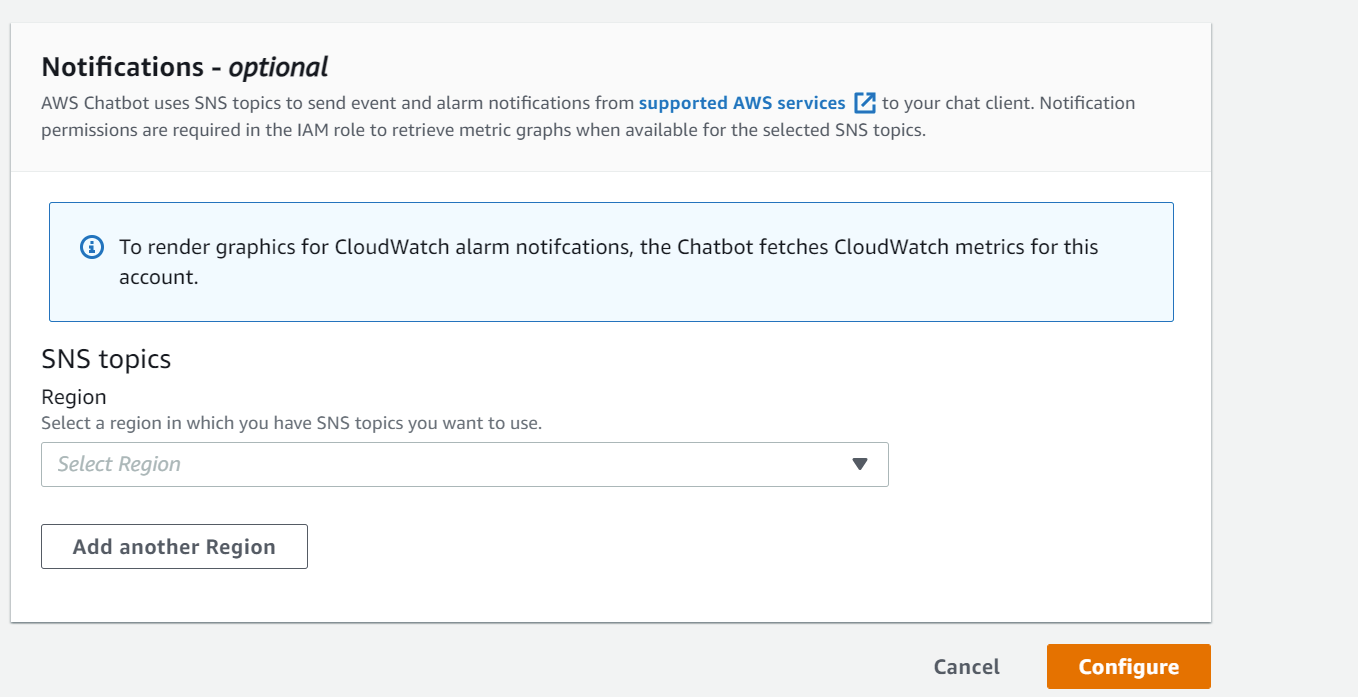 Notifications - optional
AWS Chatbot uses SNS topics to send event and alarm notifications from supported AWS services to your chat client. Notification
permissions are required in the IAM role to retrieve metric graphs when available for the selected SNS topics.
To render graphics for CloudWatch alarm notifcations, the Chatbot fetches CloudWatch metrics for this
account.
SNS topics
Region
Select a region in which you have SNS topics you want to use.
Select Region
Add another Region
Cancel Configure